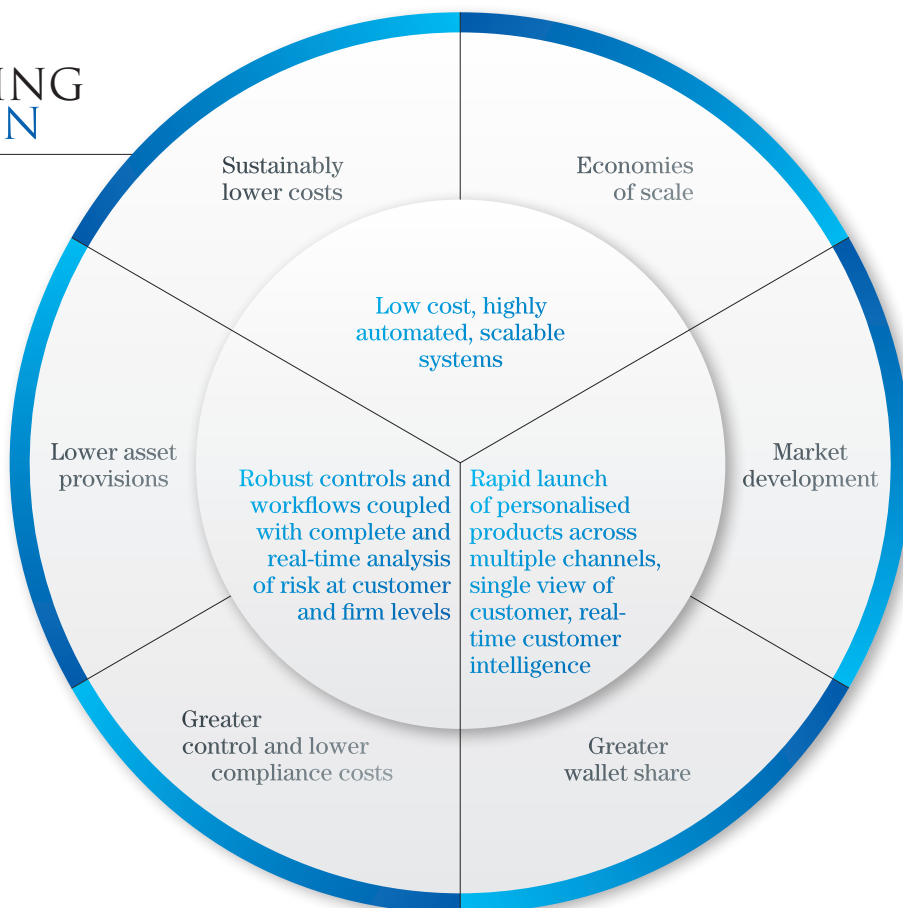 ING
N
Sustainably
lower costs
Economies
of scale
Low cost, highly
automated, scalable
systems
Lower asset
provisions
Market
development
Robust controls and
workflows coupled
with complete and
real-time analysis
of risk at customer
and firm levels
Rapid launch
of personalised
products across
multiple channels,
single view of
customer, real-
time customer
intelligence
Greater
control and lower
compliance costs
Greater
wallet share